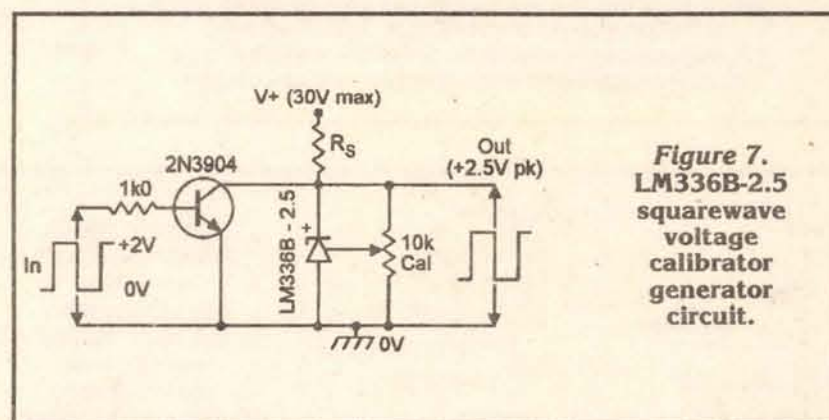 V+ (30V max)
R_S
Out
(+2.5V pk)
2N3904
1k0
In
+2V
0V
LM336B - 2.5
+
10k
Cal
0V
Figure 7.
LM336B-2.5
squarewave
voltage
calibrator
generator
circuit.